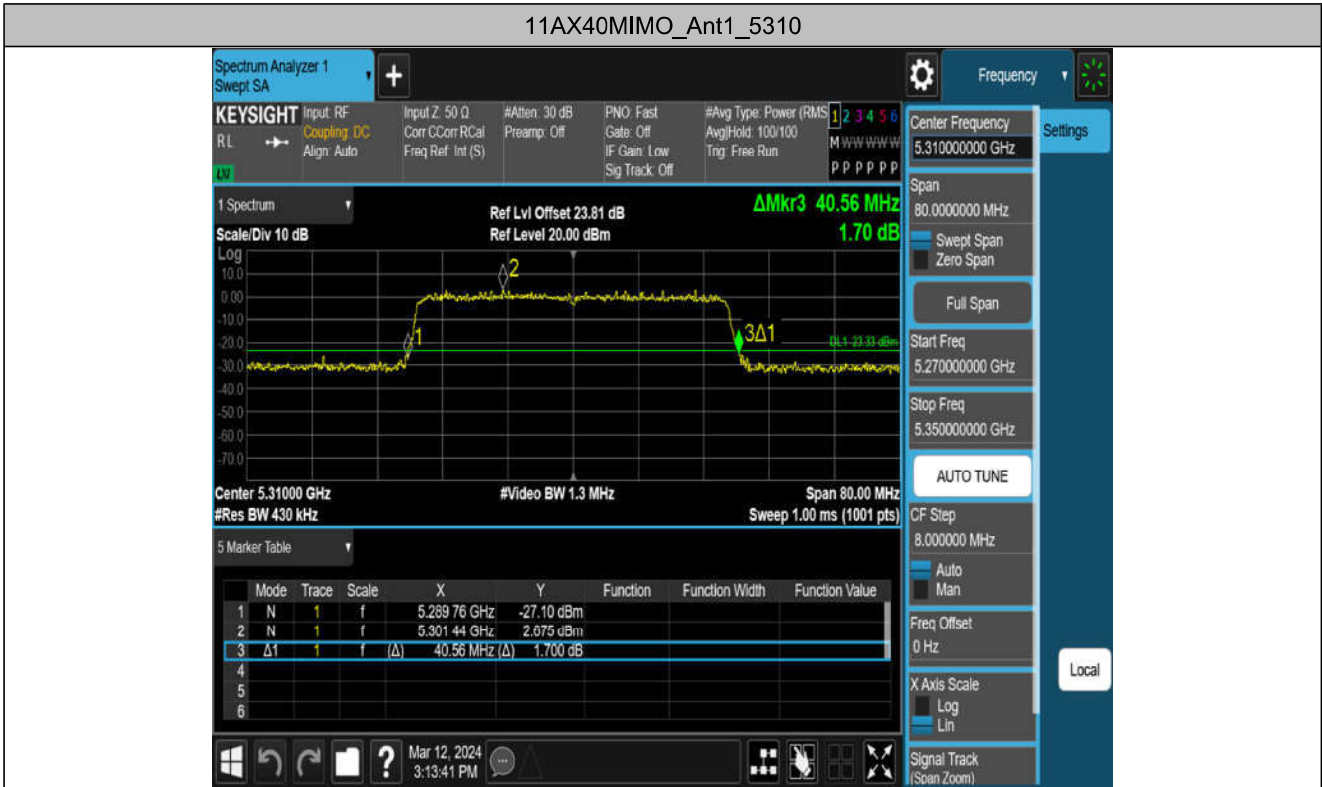 11AX40MIMO_Ant1_5310
Spectrum Analyzer 1
Swept SA
+
Frequency
KEYSIGHT
RL
Input: RF
Coupling: DC
Align: Auto
Input Z: 50 Ω
Corr CCorr RCal
Freq Ref: Int (S)
#Atten: 30 dB
Preamp: Off
PNO: Fast
Gate: Off
IF Gain: Low
Sig Track: Off
#Avg Type: Power (RMS
Avg|Hold: 100/100
Trig: Free Run
1 2 3 4 5 6
M W W W W W
P P P P P P
1 Spectrum
Scale/Div 10 dB
Ref Lvl Offset 23.81 dB
Ref Level 20.00 dBm
ΔMkr3 40.56 MHz
1.70 dB
Log
10.0
0.00
-10.0
-20.0
-30.0
-40.0
-50.0
-60.0
-70.0
2
1
3Δ1
DL1 -23.33 dBm
Center 5.31000 GHz
#Res BW 430 kHz
#Video BW 1.3 MHz
Span 80.00 MHz
Sweep 1.00 ms (1001 pts)
5 Marker Table
Mode Trace Scale X Y Function Function Width Function Value
1 N 1 f 5.289 76 GHz -27.10 dBm
2 N 1 f 5.301 44 GHz 2.675 dBm
3 Δ1 1 f (Δ) 40.56 MHz (Δ) 1.700 dB
4
5
6
Mar 12, 2024
3:13:41 PM
?
Center Frequency
5.310000000 GHz
Settings
Span
80.0000000 MHz
Swept Span
Zero Span
Full Span
Start Freq
5.270000000 GHz
Stop Freq
5.350000000 GHz
AUTO TUNE
CF Step
8.000000 MHz
Auto
Man
Freq Offset
0 Hz
Local
X Axis Scale
Log
Lin
Signal Track
(Span Zoom)